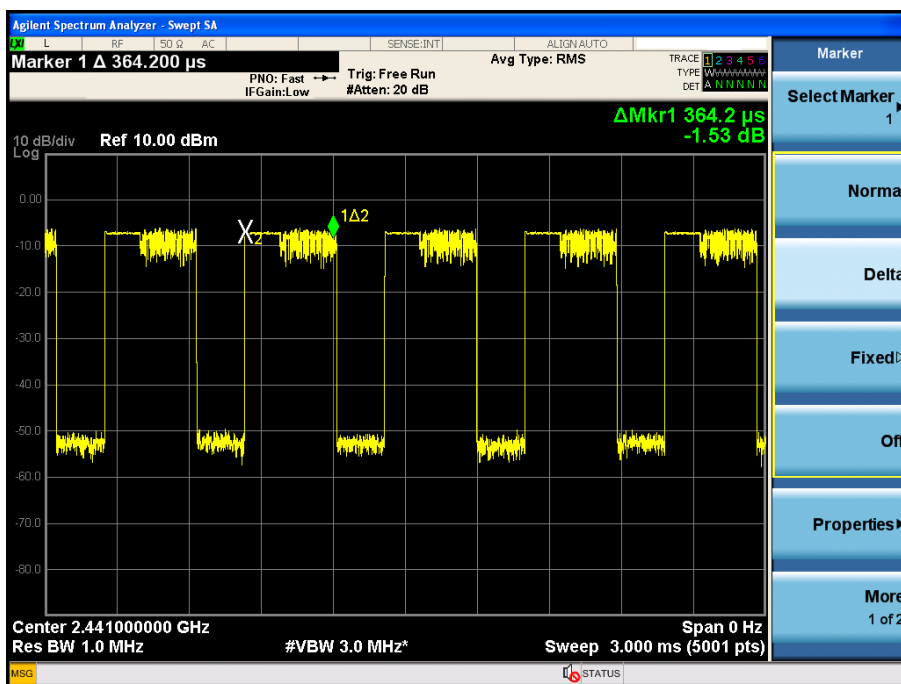 Agilent Spectrum Analyzer - Swept SA
LXI L RF 50 Ω AC SENSE:INT ALIGN AUTO
Marker 1 Δ 364.200 µs
PNO: Fast
IFGain:Low
Trig: Free Run
#Atten: 20 dB
Avg Type: RMS
TRACE 1 2 3 4 5 6
TYPE WWWWWWW
DET A N N N N N
ΔMkr1 364.2 µs
-1.53 dB
10 dB/div Ref 10.00 dBm
Log
0.00
-10.0
-20.0
-30.0
-40.0
-50.0
-60.0
-70.0
-80.0
X2
1Δ2
Center 2.441000000 GHz
Span 0 Hz
Res BW 1.0 MHz
#VBW 3.0 MHz*
Sweep 3.000 ms (5001 pts)
MSG
STATUS
Marker
Select Marker
1
Norma
Delta
Fixed
Off
Properties
More
1 of 2